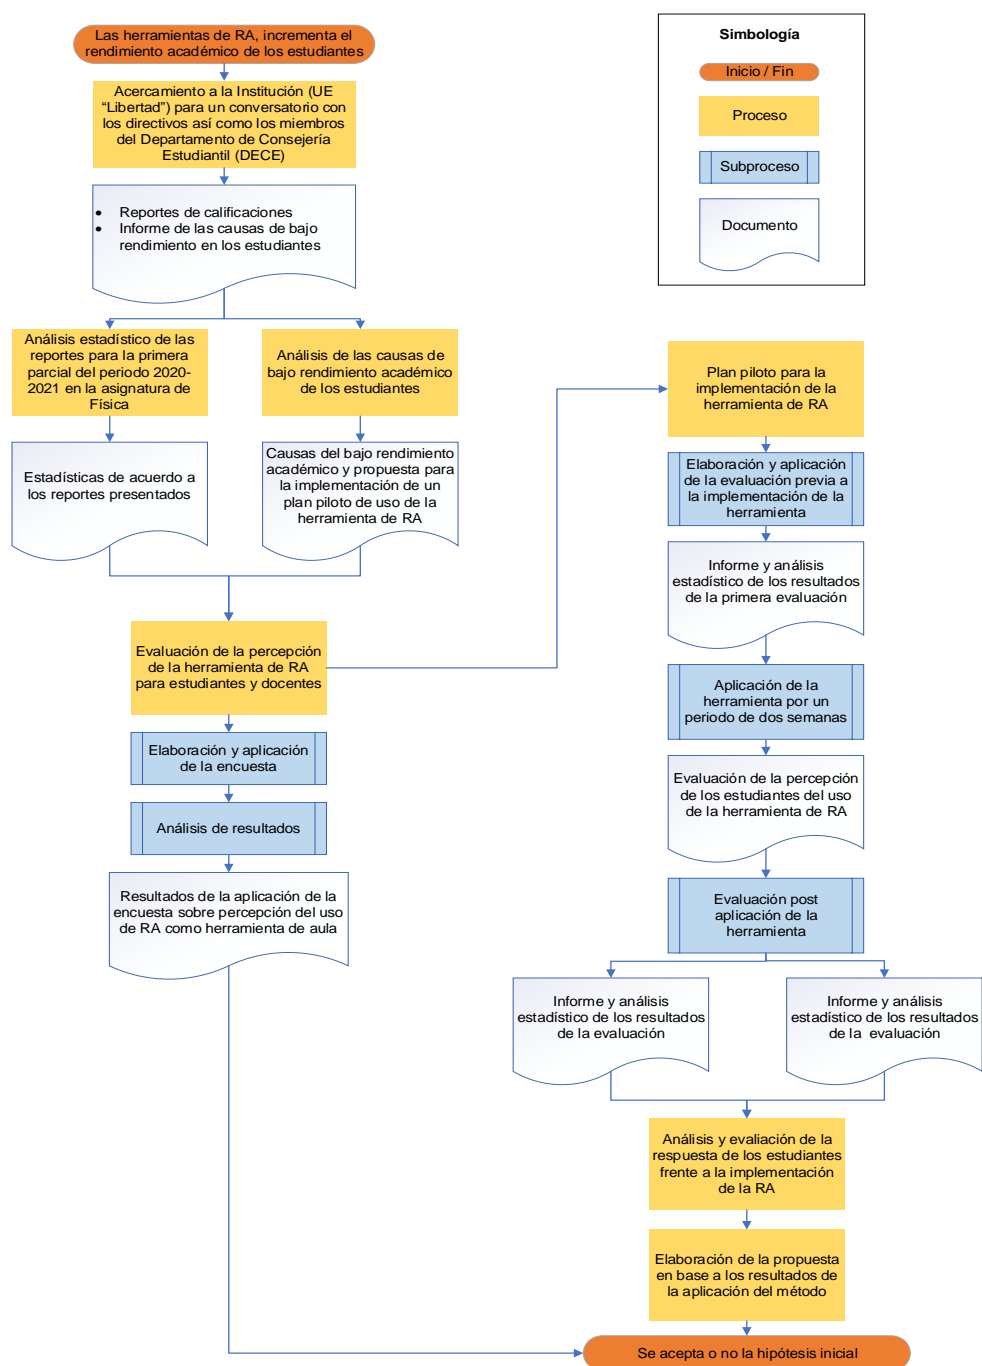 Las herramientas de RA, incrementa el
rendimiento académico de los estudiantes
Acercamiento a la Institución (UE
“Libertad”) para un conversatorio con
los directivos así como los miembros
del Departamento de Consejería
Estudiantil (DECE)
• Reportes de calificaciones
• Informe de las causas de bajo
rendimiento en los estudiantes
Análisis estadístico de las
reportes para la primera
parcial del periodo 2020-
2021 en la asignatura de
Física
Análisis de las causas de
bajo rendimiento académico
de los estudiantes
Estadísticas de acuerdo a
los reportes presentados
Causas del bajo rendimiento
académico y propuesta para
la implementación de un
plan piloto de uso de la
herramienta de RA
Evaluación de la percepción
de la herramienta de RA
para estudiantes y docentes
Elaboración y aplicación
de la encuesta
Análisis de resultados
Resultados de la aplicación de la
encuesta sobre percepción del uso
de RA como herramienta de aula
Simbología
Inicio / Fin
Proceso
Subproceso
Documento
Plan piloto para la
implementación de la
herramienta de RA
Elaboración y aplicación
de la evaluación previa a
la implementación de la
herramienta
Informe y análisis
estadístico de los resultados
de la primera evaluación
Aplicación de la
herramienta por un
periodo de dos semanas
Evaluación de la percepción
de los estudiantes del uso
de la herramienta de RA
Evaluación post
aplicación de la
herramienta
Informe y análisis
estadístico de los resultados
de la evaluación
Informe y análisis
estadístico de los resultados
de la evaluación
Análisis y evaliación de la
respuesta de los estudiantes
frente a la implementación
de la RA
Elaboración de la propuesta
en base a los resultados de
la aplicación del método
Se acepta o no la hipótesis inicial